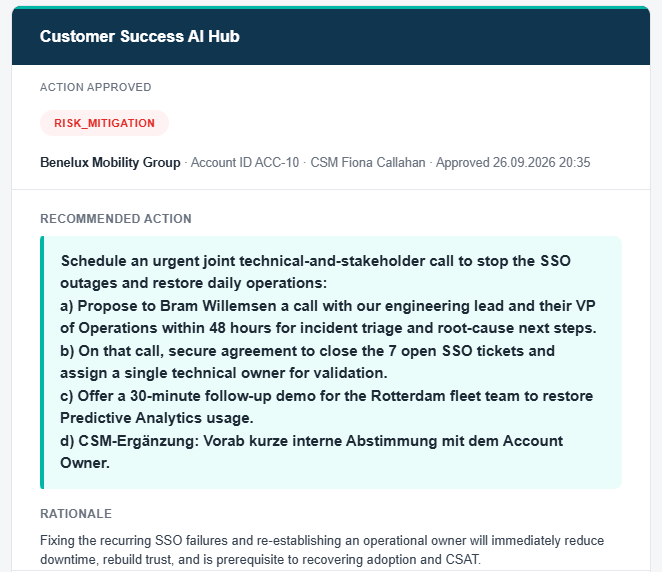 Customer Success AI Hub
ACTION APPROVED
RISK_MITIGATION
Benelux Mobility Group · Account ID ACC-10 · CSM Fiona Callahan · Approved 26.09.2026 20:35
RECOMMENDED ACTION
Schedule an urgent joint technical-and-stakeholder call to stop the SSO
outages and restore daily operations:
a) Propose to Bram Willemsen a call with our engineering lead and their VP
of Operations within 48 hours for incident triage and root-cause next steps.
b) On that call, secure agreement to close the 7 open SSO tickets and
assign a single technical owner for validation.
c) Offer a 30-minute follow-up demo for the Rotterdam fleet team to restore
Predictive Analytics usage.
d) CSM-Ergänzung: Vorab kurze interne Abstimmung mit dem Account
Owner.
RATIONALE
Fixing the recurring SSO failures and re-establishing an operational owner will immediately reduce
downtime, rebuild trust, and is prerequisite to recovering adoption and CSAT.